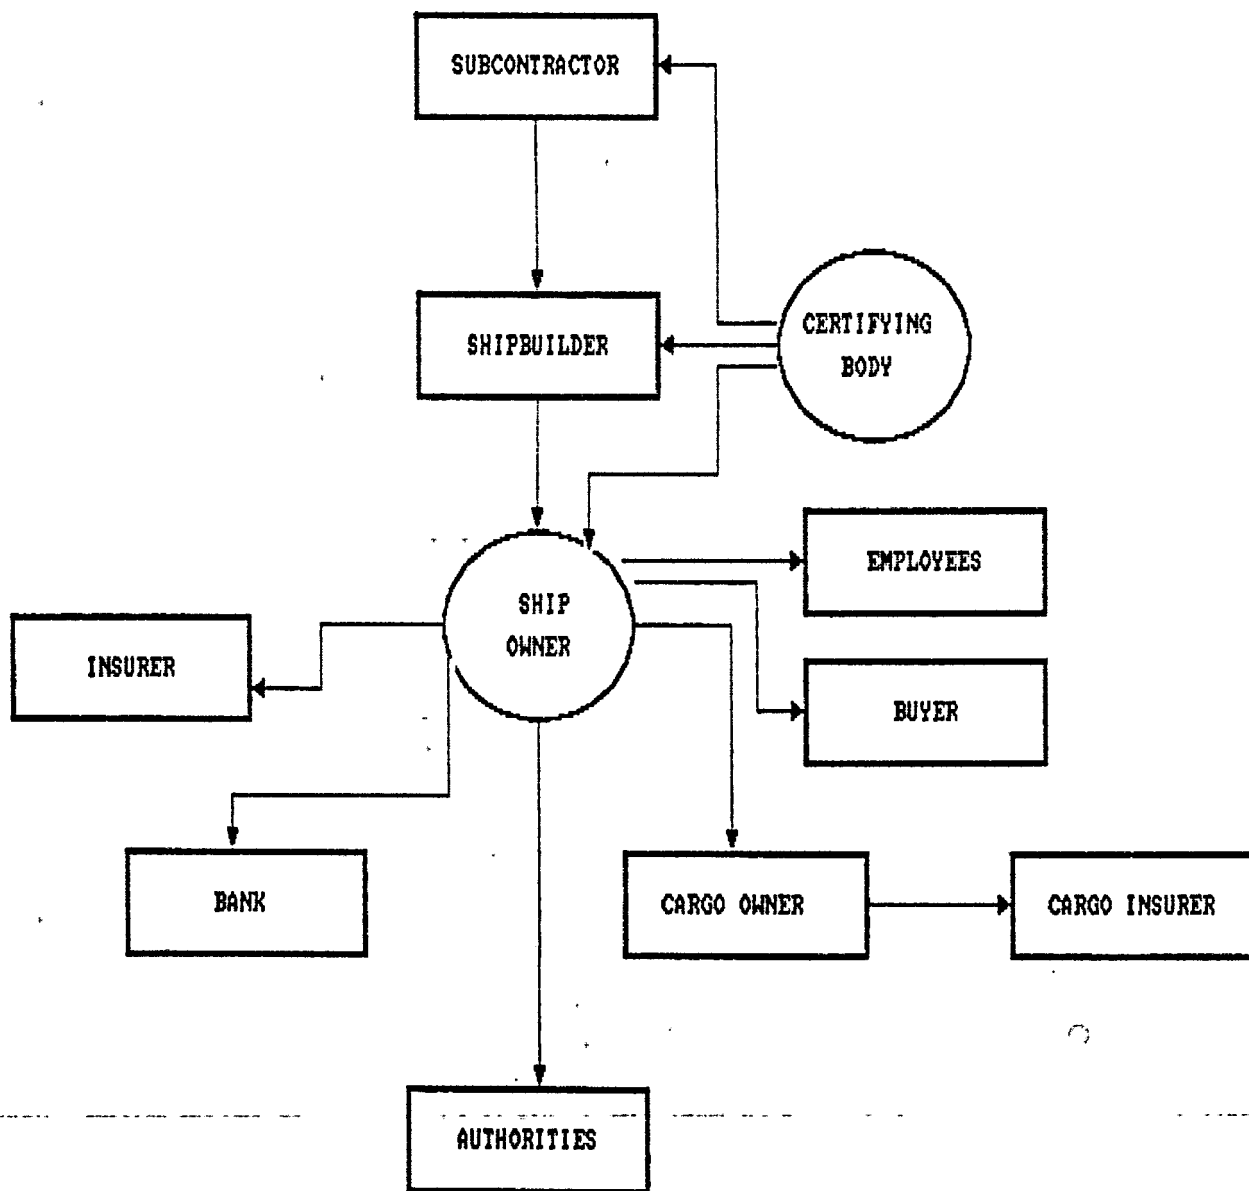 SUBCONTRACTOR
CERTIFYING
BODY
SHIPBUILDER
EMPLOYEES
SHIP
OWNER
INSURER
BUYER
BANK
CARGO OWNER
CARGO INSURER
AUTHORITIES